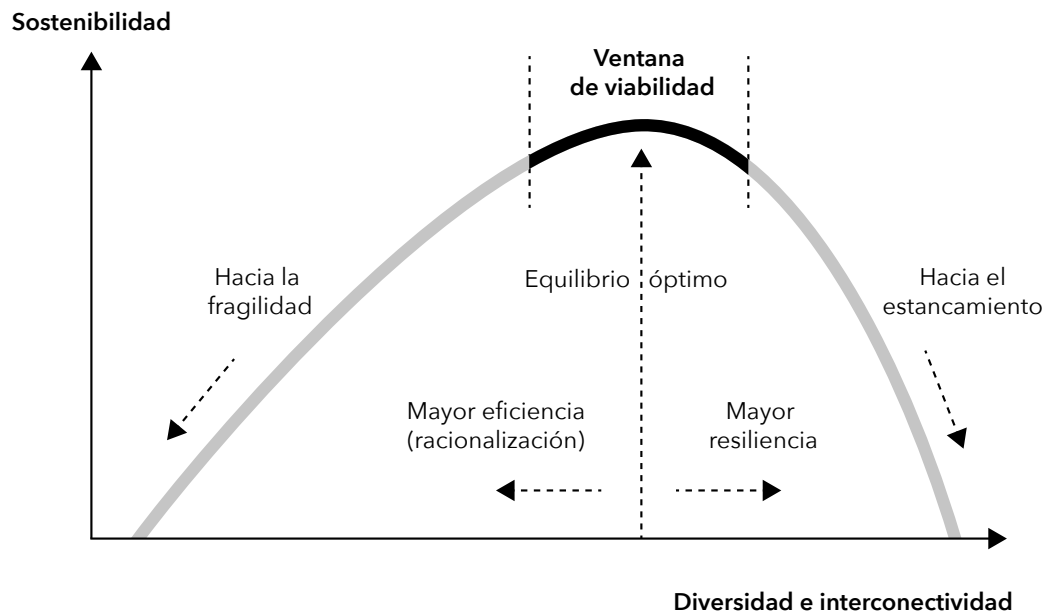 Sostenibilidad
Ventana
de viabilidad
Hacia la
fragilidad
Equilibrio óptimo
Hacia el
estancamiento
Mayor eficiencia
(racionalización)
Mayor
resiliencia
Diversidad e interconectividad